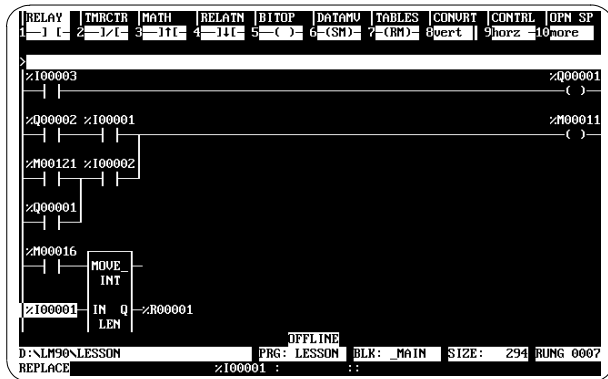 RELAY TMRCTR MATH RELATN BITOP DATAMV TABLES CONVRT CONTRL OPN SP
1—] [— 2—]/[— 3—]↑[— 4—]↓[— 5—( )— 6—(SM)— 7—(RM)— 8vert | 9horz —10more
>
%I00003 %Q00001
%Q00002 %I00001 %M00011
%M00121 %I00002
%Q00001
%M00016
MOVE_
INT
%I00001 IN Q %R00001
LEN
OFFLINE
D:\LM90\LESSON PRG: LESSON BLK: _MAIN SIZE: 294 RUNG 0007
REPLACE %I0001 : ::